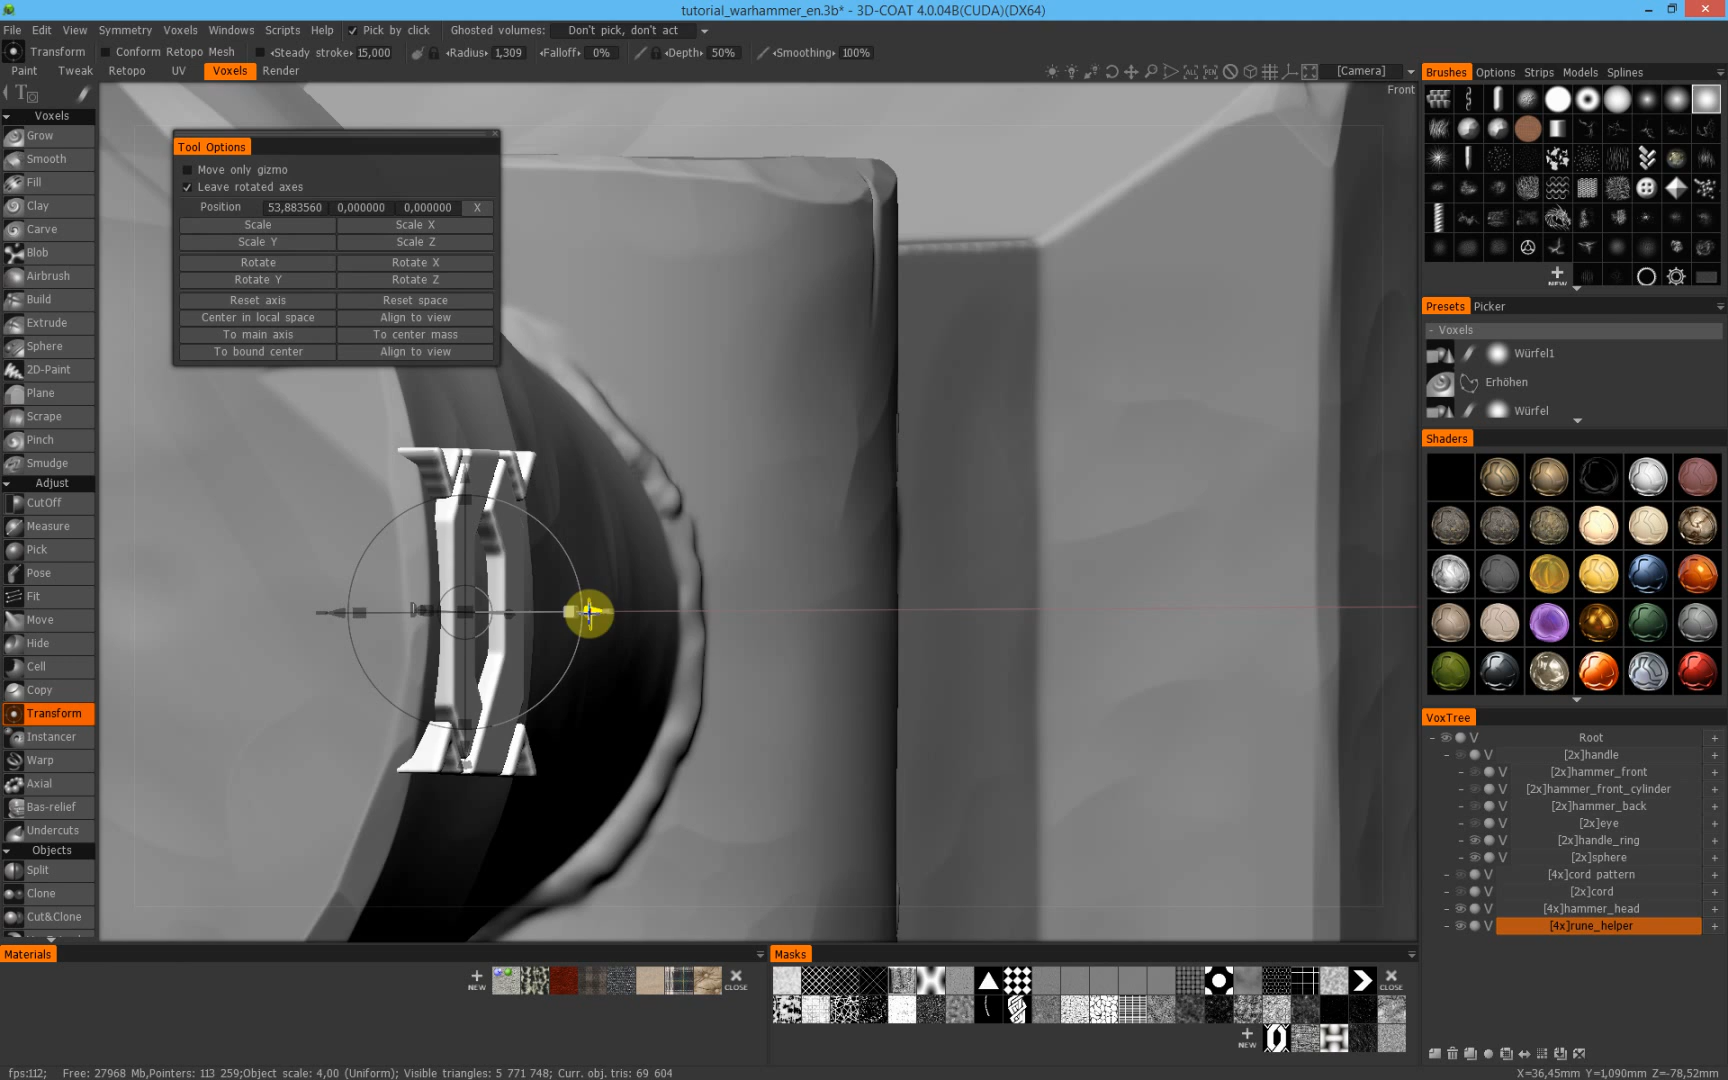 tutorial_warhammer_en.3b* - 3D-COAT 4.0.04B(CUDA)(DX64)
File Edit View Symmetry Voxels Windows Scripts Help Pick by click Ghosted voxels: Don't pick, don't act
Transform Conform Retopo Mesh Steady stroke 15,000 Radius 1,309 Falloff 0% Depth 50% Smoothing 100%
Paint Tweak Retopo UV Voxels Render [Camera]
Front
Brushes Options Strips Models Splines
NEW
Voxels
Grow
Smooth
Fill
Clay
Carve
Blob
Airbrush
Build
Extrude
Sphere
2D-Paint
Plane
Scrape
Pinch
Smudge
Adjust
CutOff
Measure
Pick
Pose
Fit
Move
Hide
Cell
Copy
Transform
Instancer
Warp
Axial
Bas-relief
Undercuts
Objects
Split
Clone
Cut&Clone
Tool Options
Move only gizmo
Leave rotated axes
Position 53,883560 0,000000 0,000000 X
Scale Scale X
Scale Y Scale Z
Rotate Rotate X
Rotate Y Rotate Z
Reset axis Reset space
Center in local space Align to view
To main axis To center mass
To bound center Align to view
Presets Picker
- Voxels
Würfel1
Erhöhen
Würfel
Shaders
VoxTree
Root
[2x]handle
[2x]hammer_front
[2x]hammer_front_cylinder
[2x]hammer_back
[2x]eye
[2x]handle_ring
[2x]sphere
[4x]cord pattern
[2x]cord
[4x]hammer_head
[4x]rune_helper
Materials
NEW CLOSE
Masks
CLOSE
NEW
fps:112; Free: 27968 Mb,Pointers: 113 259;Object scale: 4,00 (Uniform); Visible triangles: 5 771 748; Curr. obj. tris: 69 604
X=36,45mm Y=1,090mm Z=-78,52mm